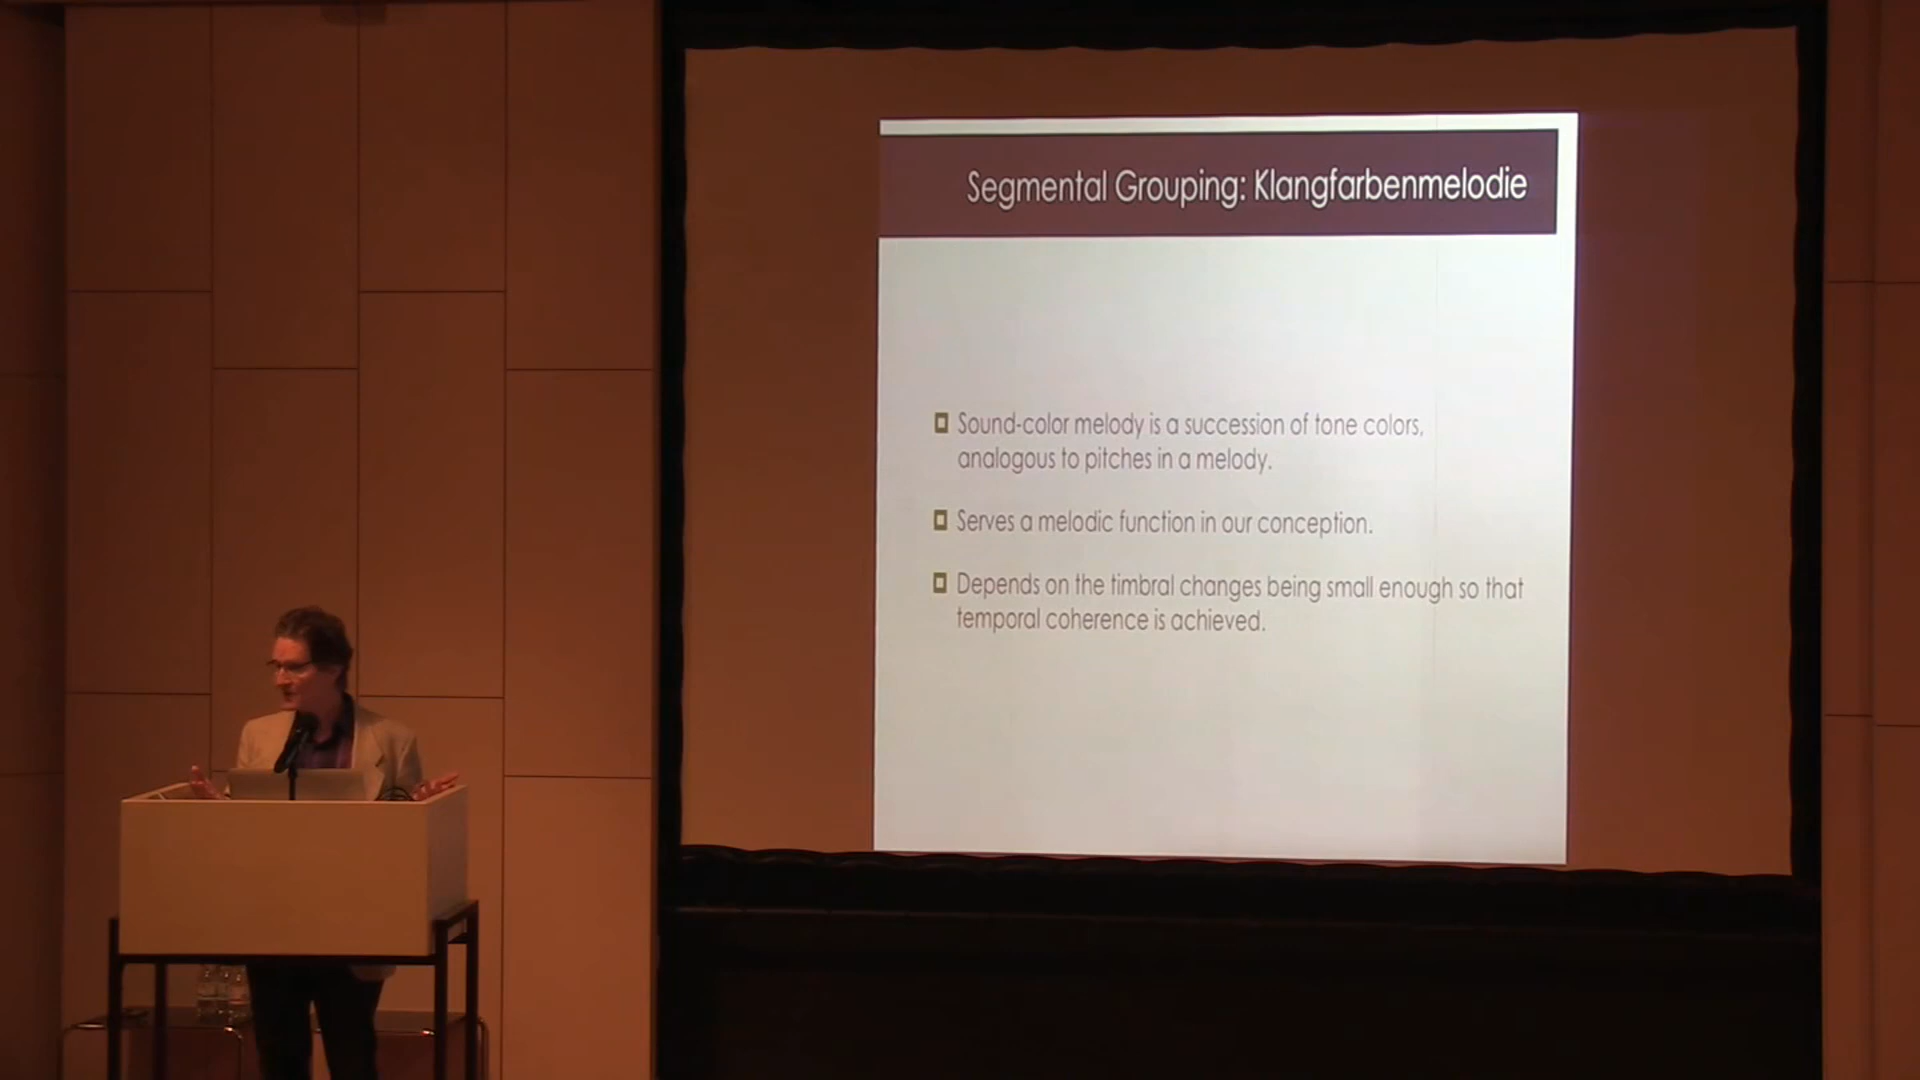 Segmental Grouping: Klangfarbenmelodie
Sound-color melody is a succession of tone colors,
analogous to pitches in a melody.
Serves a melodic function in our conception.
Depends on the timbral changes being small enough so that
temporal coherence is achieved.